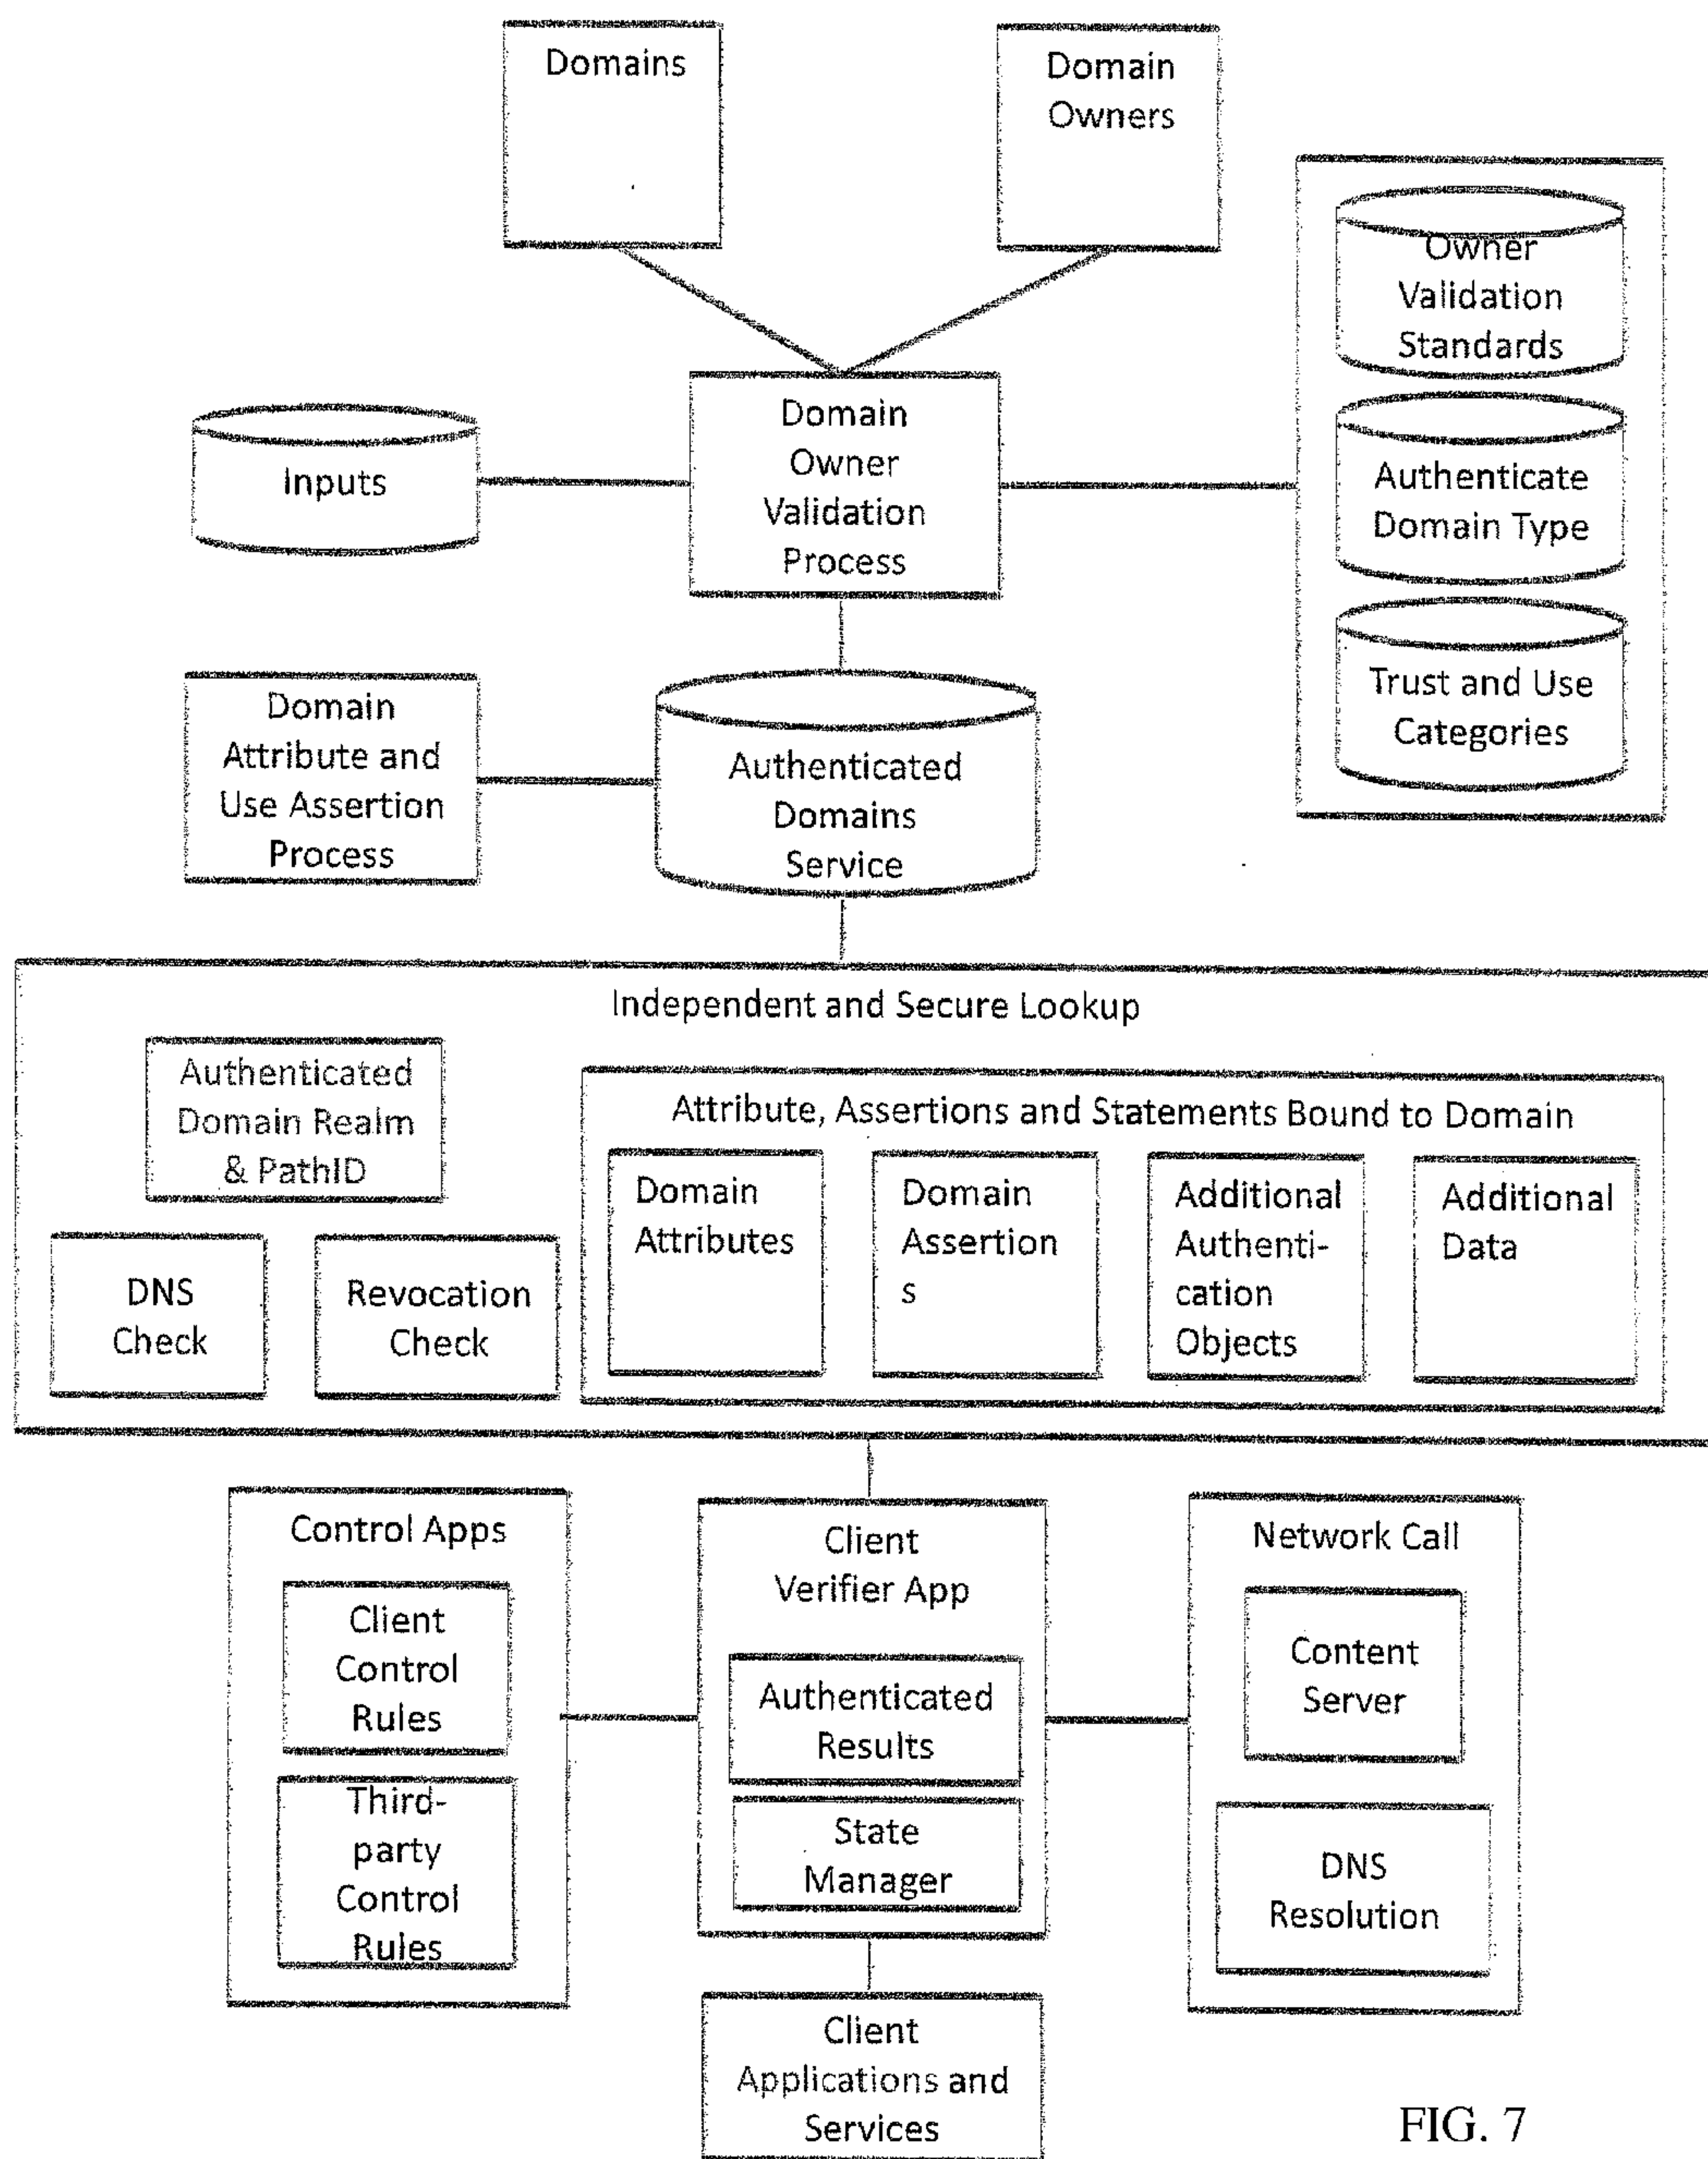 Domains
Domain
Owners
Owner
Validation
Standards
Authenticate
Domain Type
Trust and Use
Categories
Inputs
Domain
Owner
Validation
Process
Domain
Attribute and
Use Assertion
Process
Authenticated
Domains
Service
Independent and Secure Lookup
Authenticated
Domain Realm
& PathID
DNS
Check
Revocation
Check
Attribute, Assertions and Statements Bound to Domain
Domain
Attributes
Domain
Assertion
s
Additional
Authenti-
cation
Objects
Additional
Data
Control Apps
Client
Control
Rules
Third-
party
Control
Rules
Client
Verifier App
Authenticated
Results
State
Manager
Network Call
Content
Server
DNS
Resolution
Client
Applications and
Services
FIG. 7